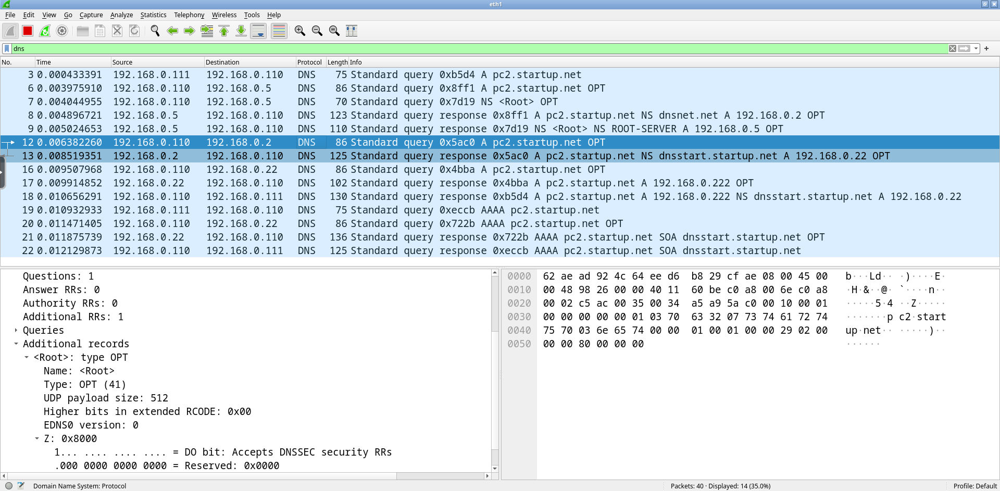 eth1
File Edit View Go Capture Analyze Statistics Telephony Wireless Tools Help
dns
No. Time Source Destination Protocol Length Info
3 0.000433391 192.168.0.111 192.168.0.110 DNS 75 Standard query 0xb5d4 A pc2.startup.net
6 0.003975910 192.168.0.110 192.168.0.5 DNS 86 Standard query 0x8ff1 A pc2.startup.net OPT
7 0.004044955 192.168.0.110 192.168.0.5 DNS 70 Standard query 0x7d19 NS <Root> OPT
8 0.004896721 192.168.0.5 192.168.0.110 DNS 123 Standard query response 0x8ff1 A pc2.startup.net NS dnsnet.net A 192.168.0.2 OPT
9 0.005024653 192.168.0.5 192.168.0.110 DNS 110 Standard query response 0x7d19 NS <Root> NS ROOT-SERVER A 192.168.0.5 OPT
12 0.006382260 192.168.0.110 192.168.0.2 DNS 86 Standard query 0x5ac0 A pc2.startup.net OPT
13 0.008519351 192.168.0.2 192.168.0.110 DNS 125 Standard query response 0x5ac0 A pc2.startup.net NS dnsstart.startup.net A 192.168.0.22 OPT
16 0.009507968 192.168.0.110 192.168.0.22 DNS 86 Standard query 0x4bba A pc2.startup.net OPT
17 0.009914852 192.168.0.22 192.168.0.110 DNS 102 Standard query response 0x4bba A pc2.startup.net A 192.168.0.222 OPT
18 0.010656291 192.168.0.110 192.168.0.111 DNS 130 Standard query response 0xb5d4 A pc2.startup.net A 192.168.0.222 NS dnsstart.startup.net A 192.168.0.22
19 0.010932933 192.168.0.111 192.168.0.110 DNS 75 Standard query 0xeccb AAAA pc2.startup.net
20 0.011471405 192.168.0.110 192.168.0.22 DNS 86 Standard query 0x722b AAAA pc2.startup.net OPT
21 0.011875739 192.168.0.22 192.168.0.110 DNS 136 Standard query response 0x722b AAAA pc2.startup.net SOA dnsstart.startup.net OPT
22 0.012129873 192.168.0.110 192.168.0.111 DNS 125 Standard query response 0xeccb AAAA pc2.startup.net SOA dnsstart.startup.net
Questions: 1
Answer RRs: 0
Authority RRs: 0
Additional RRs: 1
Queries
Additional records
<Root>: type OPT
Name: <Root>
Type: OPT (41)
UDP payload size: 512
Higher bits in extended RCODE: 0x00
EDNS0 version: 0
Z: 0x8000
1... .... .... .... = DO bit: Accepts DNSSEC security RRs
.000 0000 0000 0000 = Reserved: 0x0000
0000 62 ae ad 92 4c 64 ee d6 b8 29 cf ae 08 00 45 00 b···Ld·· ·)····E·
0010 00 48 98 26 00 00 40 11 60 be c0 a8 00 6e c0 a8 ·H·&··@· `····n··
0020 00 02 c5 ac 00 35 00 34 a5 a9 5a c0 00 10 00 01 ·····5·4 ··Z·····
0030 00 00 00 00 00 01 03 70 63 32 07 73 74 61 72 74 ·······p c2·start
0040 75 70 03 6e 65 74 00 00 01 00 01 00 00 29 02 00 up·net·· ·····)··
0050 00 00 80 00 00 00 ······
Domain Name System: Protocol
Packets: 40 · Displayed: 14 (35.0%)
Profile: Default